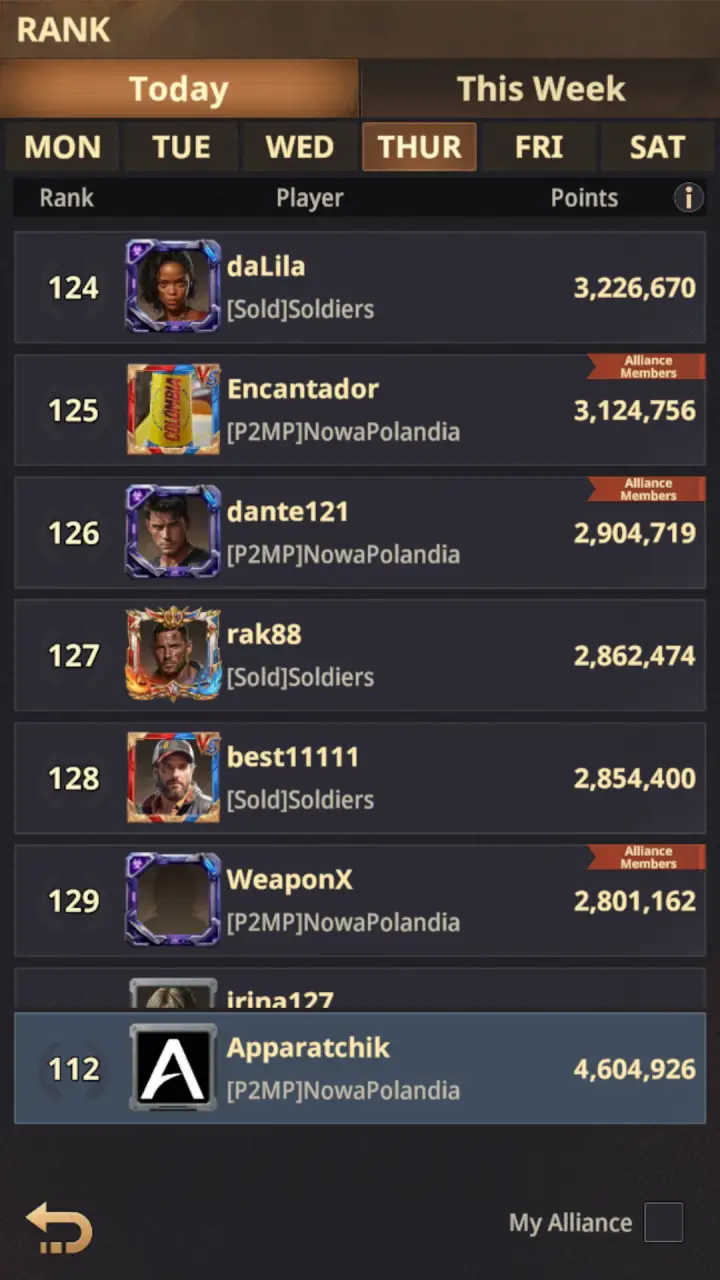 RANK
Today
This Week
MON TUE WED THUR FRI SAT
Rank Player Points i
124 daLila 3,226,670
[Sold]Soldiers
Alliance Members
VS
COLOMBIA
125 Encantador 3,124,756
[P2MP]NowaPolandia
Alliance Members
126 dante121 2,904,719
[P2MP]NowaPolandia
127 rak88 2,862,474
[Sold]Soldiers
VS
128 best11111 2,854,400
[Sold]Soldiers
Alliance Members
129 WeaponX 2,801,162
[P2MP]NowaPolandia
irina127
112 Apparatchik 4,604,926
[P2MP]NowaPolandia
My Alliance